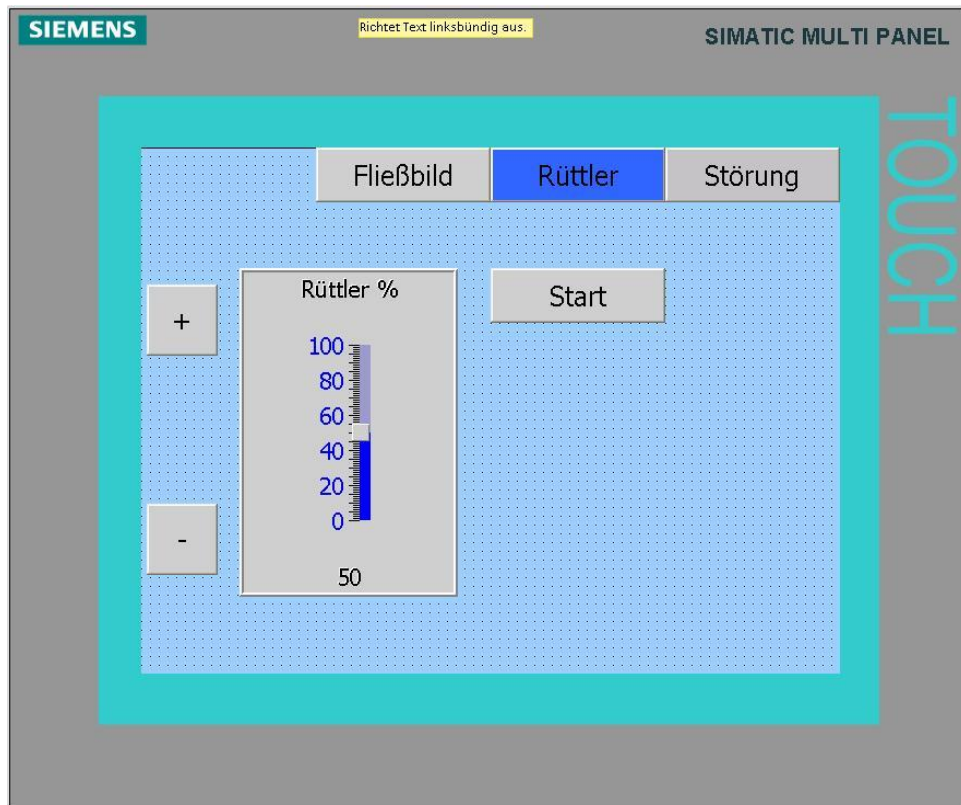 SIEMENS
Richtet Text linksbündig aus.
SIMATIC MULTI PANEL
TOUCH
Fließbild
Rüttler
Störung
+
-
Rüttler %
100
80
60
40
20
0
50
Start